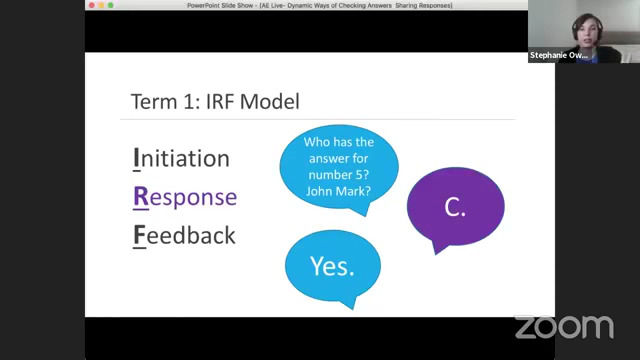 PowerPoint Slide Show - [AE Live- Dynamic Ways of Checking Answers Sharing Responses]
Stephanie Ow...
Term 1: IRF Model
Initiation
Response
Feedback
Who has the
answer for
number 5?
John Mark?
C.
Yes.
zoom